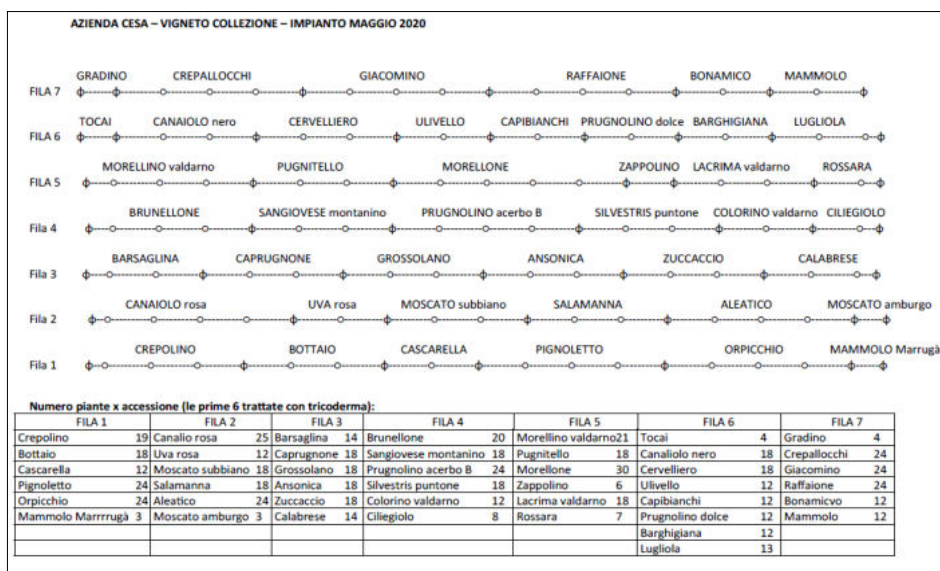 AZIENDA CESA – VIGNETO COLLEZIONE – IMPIANTO MAGGIO 2020
GRADINO CREPALLOCCHI GIACOMINO RAFFAIONE BONAMICO MAMMOLO
FILA 7
TOCAI CANAIOLO nero CERVELLIERO ULIVELLO CAPIBIANCHI PRUGNOLINO dolce BARGHIGIANA LUGLIOLA
FILA 6
MORELLINO valdarno PUGNITELLO MORELLONE ZAPPOLINO LACRIMA valdarno ROSSARA
FILA 5
BRUNELLONE SANGIOVESE montanino PRUGNOLINO acerbo B SILVESTRIS puntone COLORINO valdarno CILIEGIOLO
Fila 4
BARSAGLINA CAPRUGNONE GROSSOLANO ANSONICA ZUCCACCIO CALABRESE
Fila 3
CANAIOLO rosa UVA rosa MOSCATO subbiano SALAMANNA ALEATICO MOSCATO amburgo
Fila 2
CREPOLINO BOTTAIO CASCARELLA PIGNOLETTO ORPICCHIO MAMMOLO Marrugà
Fila 1
Numero piante x accessione (le prime 6 trattate con tricoderma):
FILA 1 FILA 2 FILA 3 FILA 4 FILA 5 FILA 6 FILA 7
Crepolino 19 Canalio rosa 25 Barsaglina 14 Brunellone 20 Morellino valdarno 21 Tocai 4 Gradino 4
Bottaio 18 Uva rosa 12 Caprugnone 18 Sangiovese montanino 18 Pugnitello 18 Canaliolo nero 18 Crepallocchi 24
Cascarella 12 Moscato subbiano 18 Grossolano 18 Prugnolino acerbo B 24 Morellone 30 Cervelliero 18 Giacomino 24
Pignoletto 24 Salamanna 18 Ansonica 18 Silvestris puntone 18 Zappolino 6 Ulivello 12 Raffaione 24
Orpicchio 24 Aleatico 24 Zuccaccio 18 Colorino valdarno 12 Lacrima valdarno 18 Capibianchi 12 Bonamicvo 12
Mammolo Marrrrugà 3 Moscato amburgo 3 Calabrese 14 Ciliegiolo 8 Rossara 7 Prugnolino dolce 12 Mammolo 12
Barghigiana 12
Lugliola 13